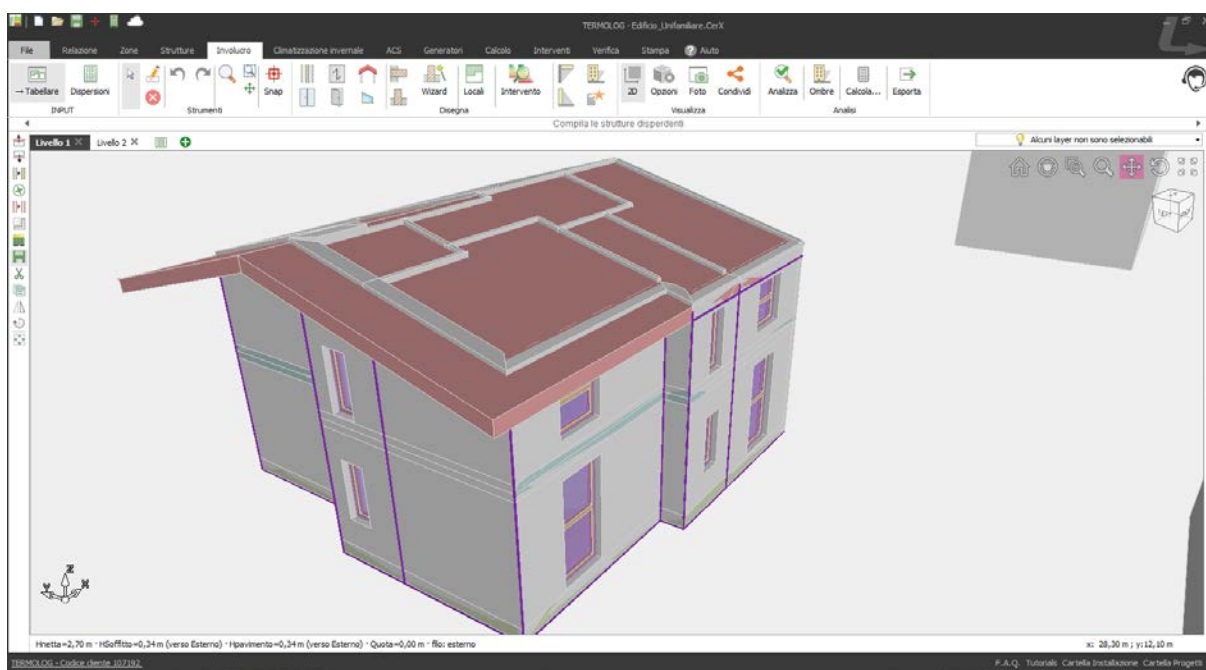 TERMOLOG - Edificio_Unifamiliare.CerX
File Relazione Zone Strutture Involucro Climatizzazione invernale ACS Generatori Calcolo Interventi Verifica Stampa ? Aiuto
→ Tabellare Dispersioni Snap Wizard Locali Intervento 2D Opzioni Foto Condividi Analizza Ombre Calcola... Esporta
INPUT Strumenti Disegna Visualizza Analisi
Compila le strutture disperdenti
Livello 1 Livello 2 Alcuni layer non sono selezionabili
LEFT
Z
Y X
Hnetta=2,70 m - HSoffitto=0,34 m (verso Esterno) - Hpavimento=0,34 m (verso Esterno) - Quota=0,00 m - filo: esterno x: 28,30 m ; y:12,10 m
TERMOLOG - Codice cliente 107192 F.A.Q. Tutorials Cartella Installazione Cartella Progetti